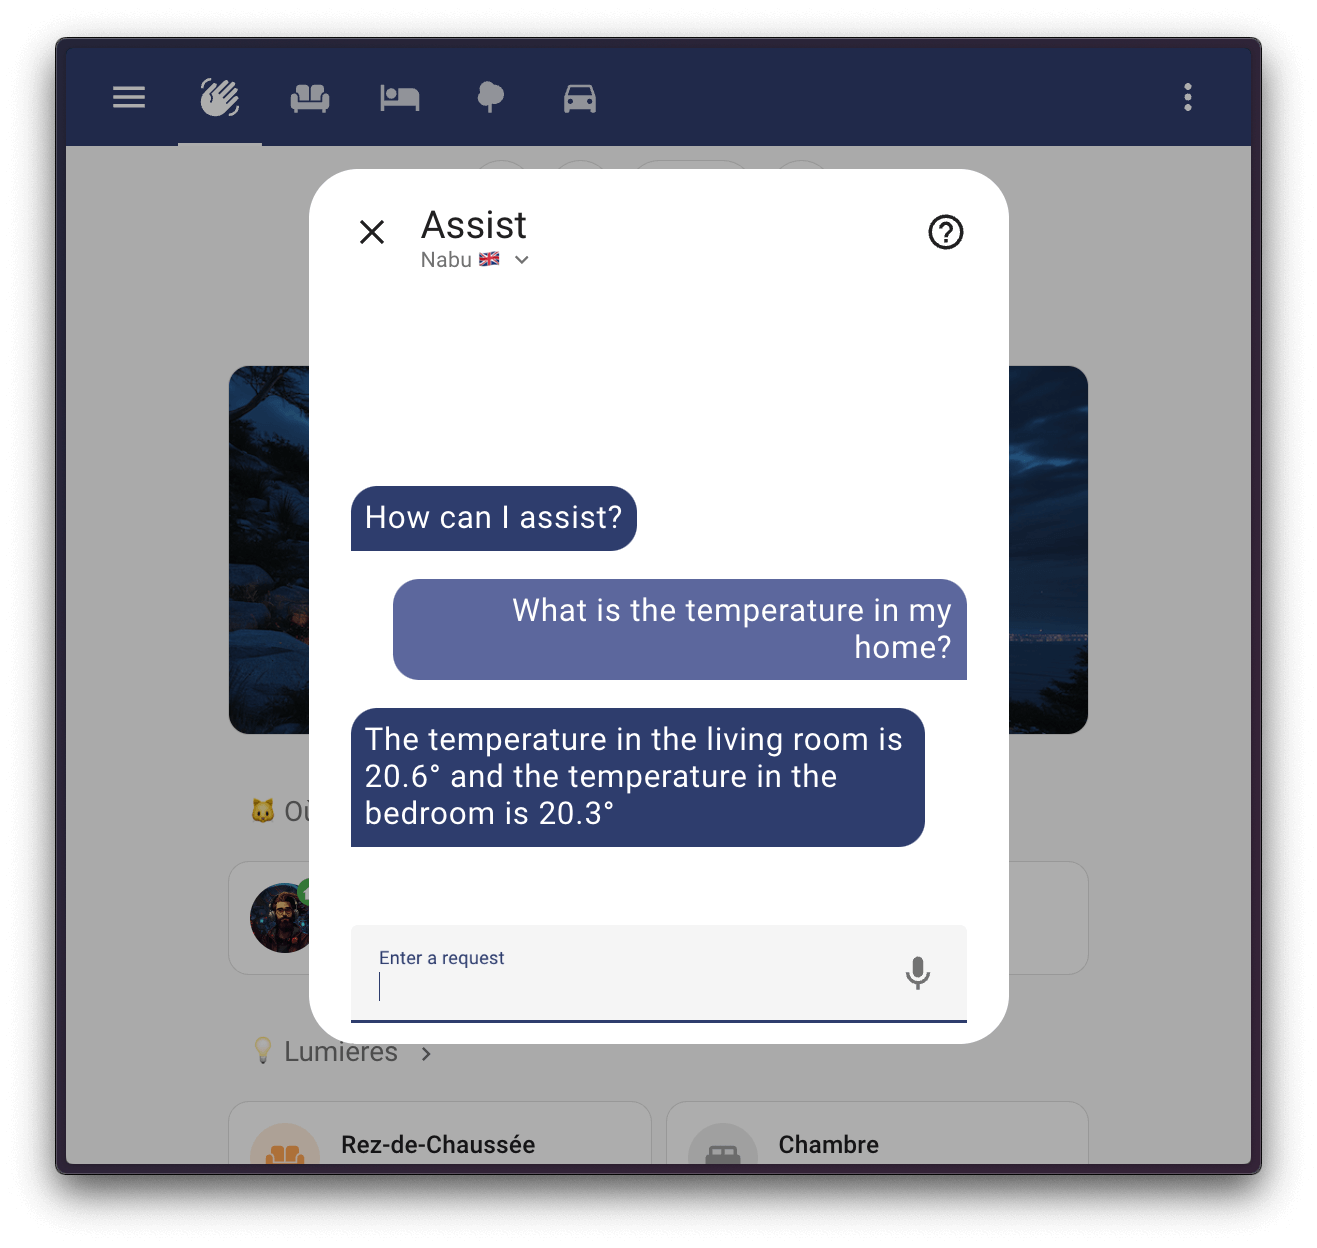 Assist
Nabu 🇬🇧
How can I assist?
What is the temperature in my
home?
The temperature in the living room is
20.6° and the temperature in the
bedroom is 20.3°
Où
Enter a request
Lumières
Rez-de-Chaussée
Chambre